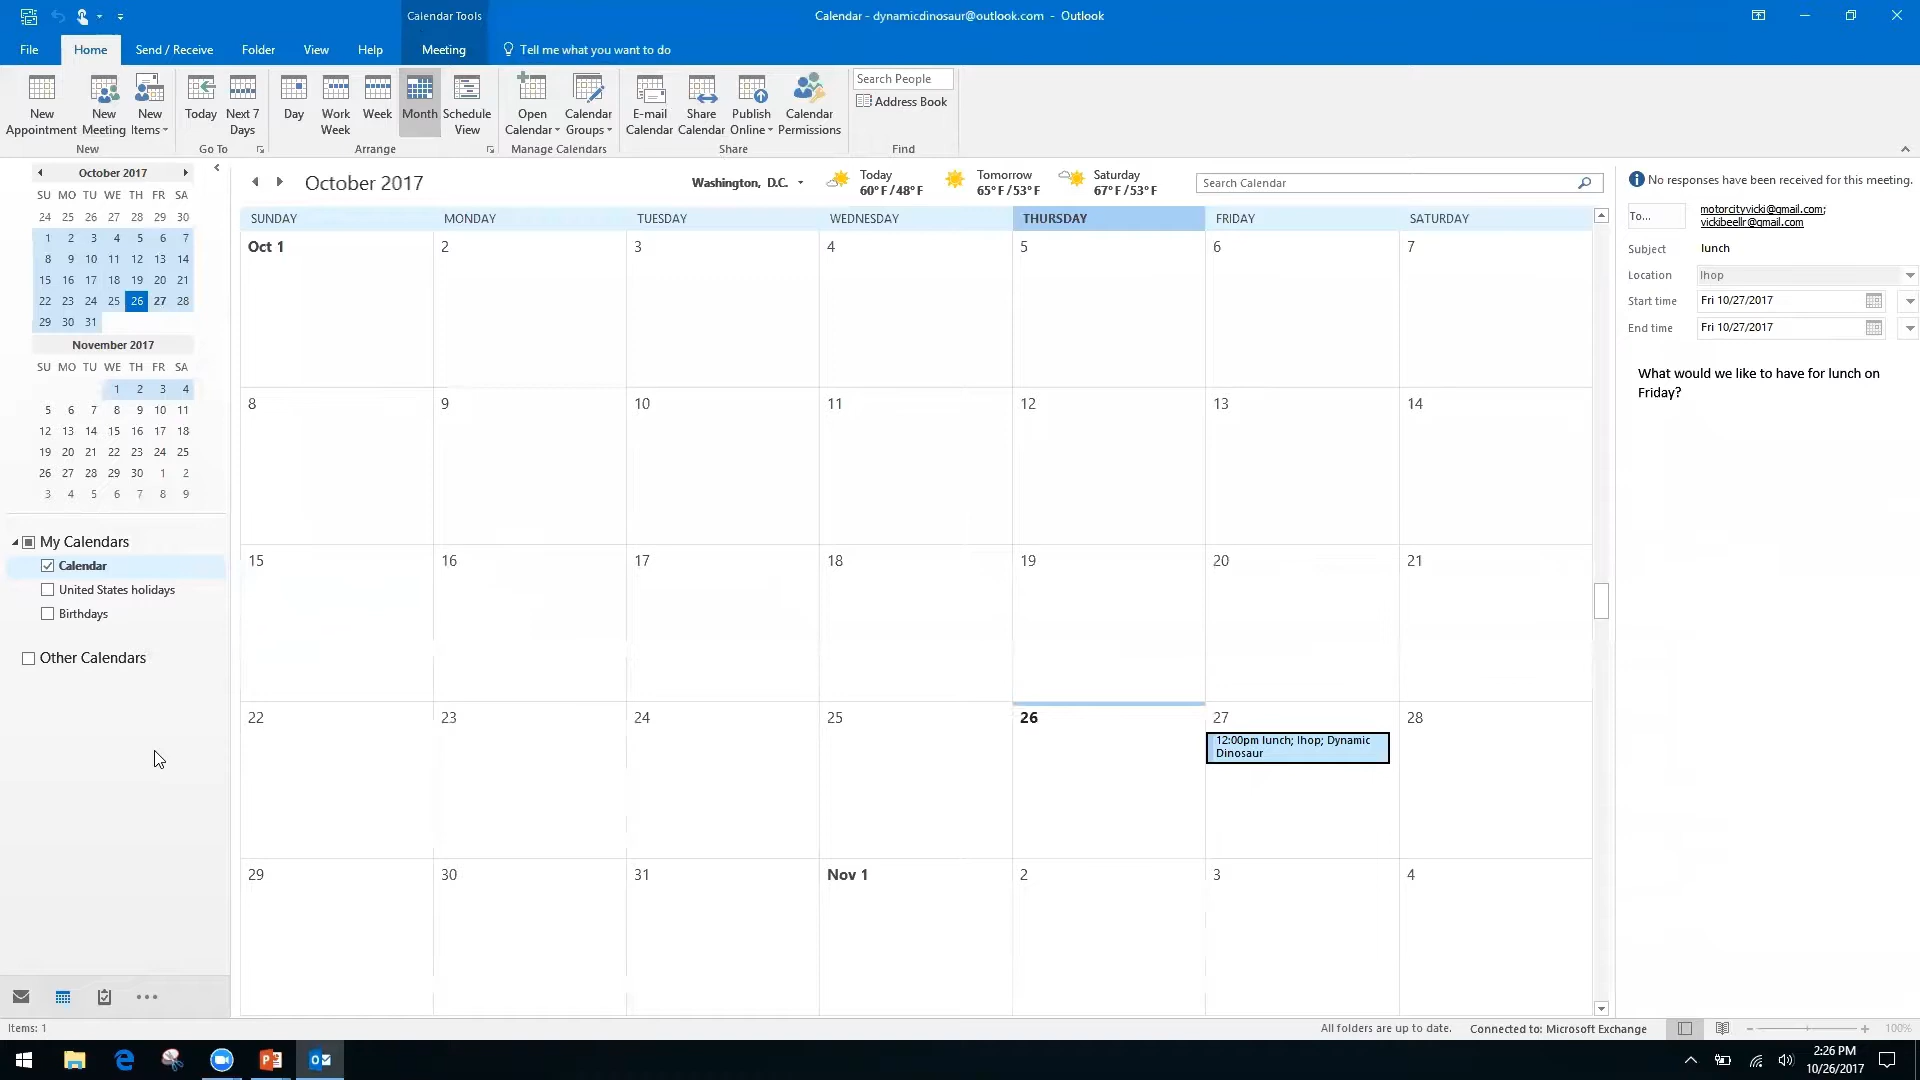 Calendar Tools
Calendar - dynamicdinosaur@outlook.com - Outlook
File Home Send / Receive Folder View Help Meeting Tell me what you want to do
New Appointment
New Meeting
New Items
New
Today
Next 7 Days
Go To
Day
Work Week
Week
Month
Schedule View
Arrange
Open Calendar
Calendar Groups
Manage Calendars
E-mail Calendar
Share Calendar
Publish Online
Calendar Permissions
Share
Search People
Address Book
Find
October 2017
SU MO TU WE TH FR SA
24 25 26 27 28 29 30
1 2 3 4 5 6 7
8 9 10 11 12 13 14
15 16 17 18 19 20 21
22 23 24 25 26 27 28
29 30 31
November 2017
SU MO TU WE TH FR SA
1 2 3 4
5 6 7 8 9 10 11
12 13 14 15 16 17 18
19 20 21 22 23 24 25
26 27 28 29 30 1 2
3 4 5 6 7 8 9
My Calendars
Calendar
United States holidays
Birthdays
Other Calendars
October 2017
Washington, D.C.
Today
60°F/48°F
Tomorrow
65°F/53°F
Saturday
67°F/53°F
Search Calendar
SUNDAY MONDAY TUESDAY WEDNESDAY THURSDAY FRIDAY SATURDAY
Oct 1 2 3 4 5 6 7
8 9 10 11 12 13 14
15 16 17 18 19 20 21
22 23 24 25 26 27 28
12:00pm lunch; Ihop; Dynamic
Dinosaur
29 30 31 Nov 1 2 3 4
No responses have been received for this meeting.
To... motorcityvicki@gmail.com;
vickibeellr@gmail.com
Subject lunch
Location Ihop
Start time Fri 10/27/2017
End time Fri 10/27/2017
What would we like to have for lunch on
Friday?
Items: 1
All folders are up to date. Connected to: Microsoft Exchange 100%
2:26 PM
10/26/2017